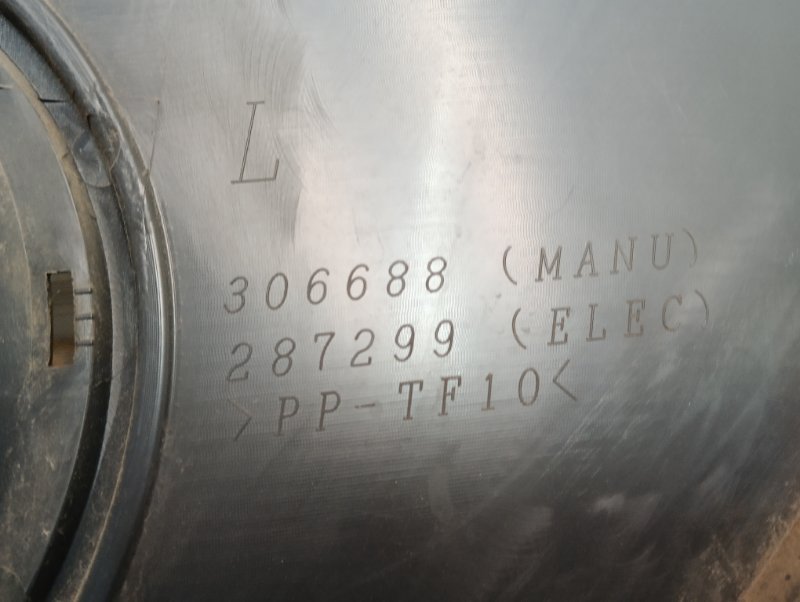 L
306688 (MANU)
287299 (ELEC)
>PP-TF10<